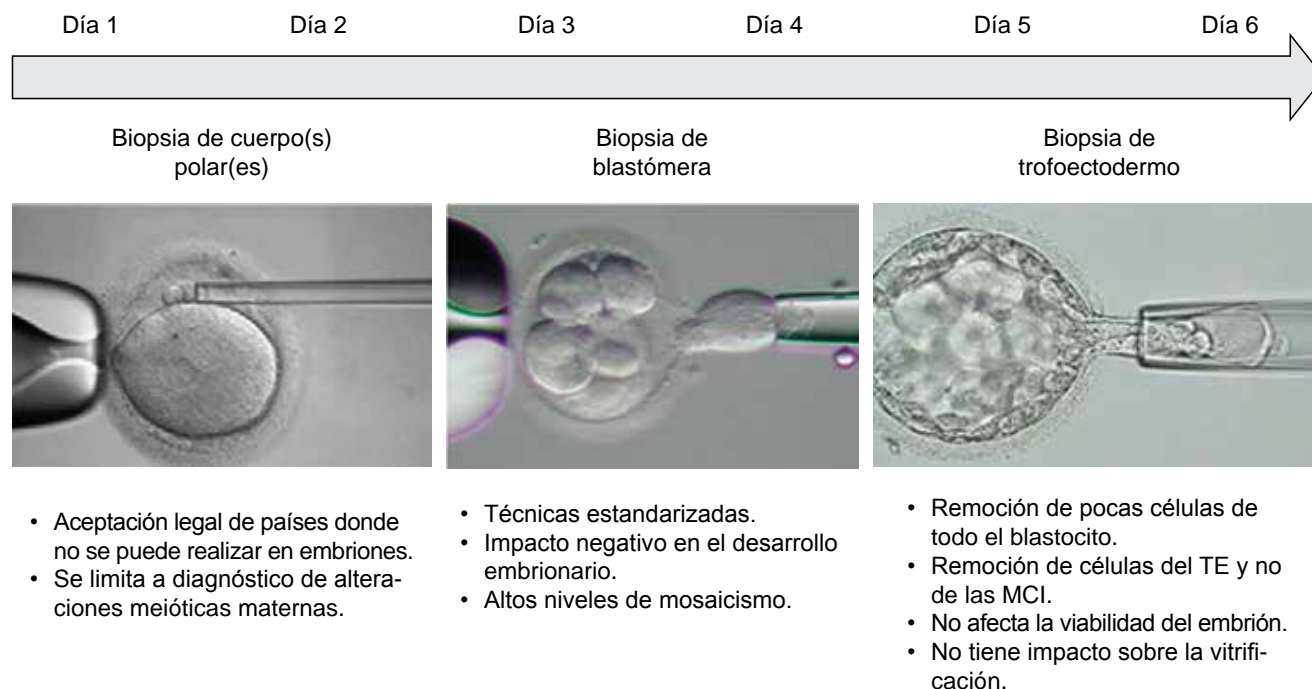 Día 1 Día 2 Día 3 Día 4 Día 5 Día 6
Biopsia de cuerpo(s)
polar(es)
Biopsia de
blastómera
Biopsia de
trofoectodermo
• Aceptación legal de países donde
no se puede realizar en embriones.
• Se limita a diagnóstico de altera-
ciones meióticas maternas.
• Técnicas estandarizadas.
• Impacto negativo en el desarrollo
embrionario.
• Altos niveles de mosaicismo.
• Remoción de pocas células de
todo el blastocito.
• Remoción de células del TE y no
de las MCI.
• No afecta la viabilidad del embrión.
• No tiene impacto sobre la vitrifi-
cación.